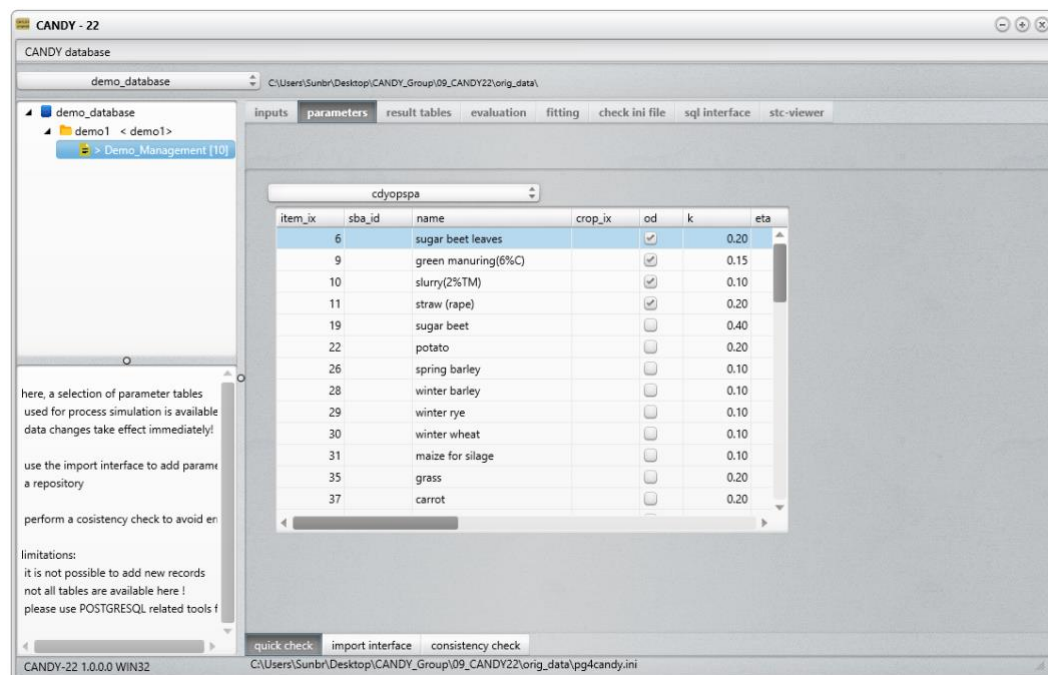 CANDY - 22
CANDY database
demo_database
C:\Users\Sunbr\Desktop\CANDY_Group\09_CANDY22\orig_data\
demo_database
demo1 < demo1>
> Demo_Management [10]
inputs parameters result tables evaluation fitting check ini file sql interface stc-viewer
cdyopspa
item_ix sba_id name crop_ix od k eta
6 sugar beet leaves 0.20
9 green manuring(6%C) 0.15
10 slurry(2%TM) 0.10
11 straw (rape) 0.20
19 sugar beet 0.40
22 potato 0.20
26 spring barley 0.10
28 winter barley 0.10
29 winter rye 0.10
30 winter wheat 0.10
31 maize for silage 0.10
35 grass 0.20
37 carrot 0.20
here, a selection of parameter tables
used for process simulation is available
data changes take effect immediately!
use the import interface to add parame
a repository
perform a cosistency check to avoid en
limitations:
it is not possible to add new records
not all tables are available here !
please use POSTGRESQL related tools f
quick check import interface consistency check
CANDY-22 1.0.0.0 WIN32
C:\Users\Sunbr\Desktop\CANDY_Group\09_CANDY22\orig_data\pg4candy.ini